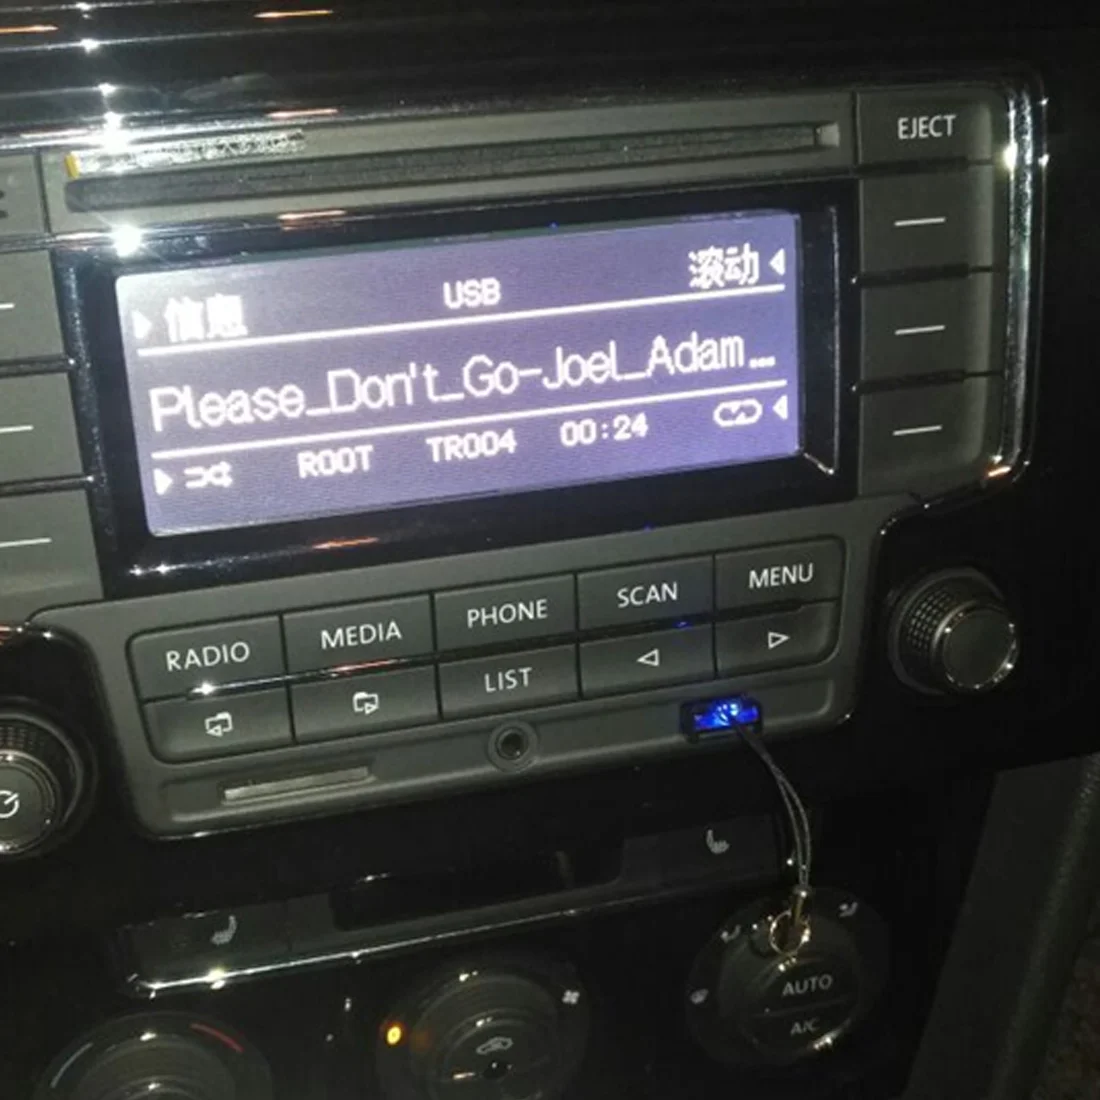 EJECT
信息 USB 滚动
Please_Don't_Go-Joel_Adam...
ROOT TR004 00:24
RADIO MEDIA PHONE SCAN MENU
LIST
AUTO
A/C